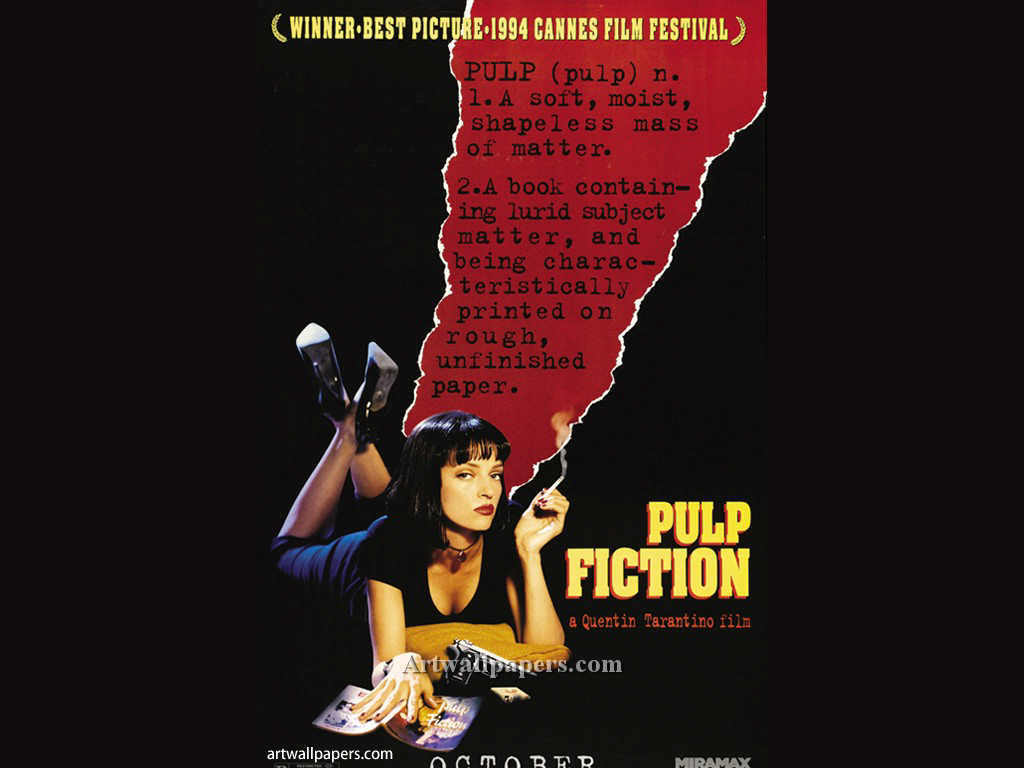 WINNER•BEST PICTURE•1994 CANNES FILM FESTIVAL
PULP (pulp) n.
1.A soft, moist,
shapeless mass
of matter.
2.A book contain-
ing lurid subject
matter, and
being charac-
teristically
printed on
rough,
unfinished
paper.
PULP
FICTION
a Quentin Tarantino film
Artwallpapers.com
Pulp
Fiction
artwallpapers.com
OCTOBER
MIRAMAX